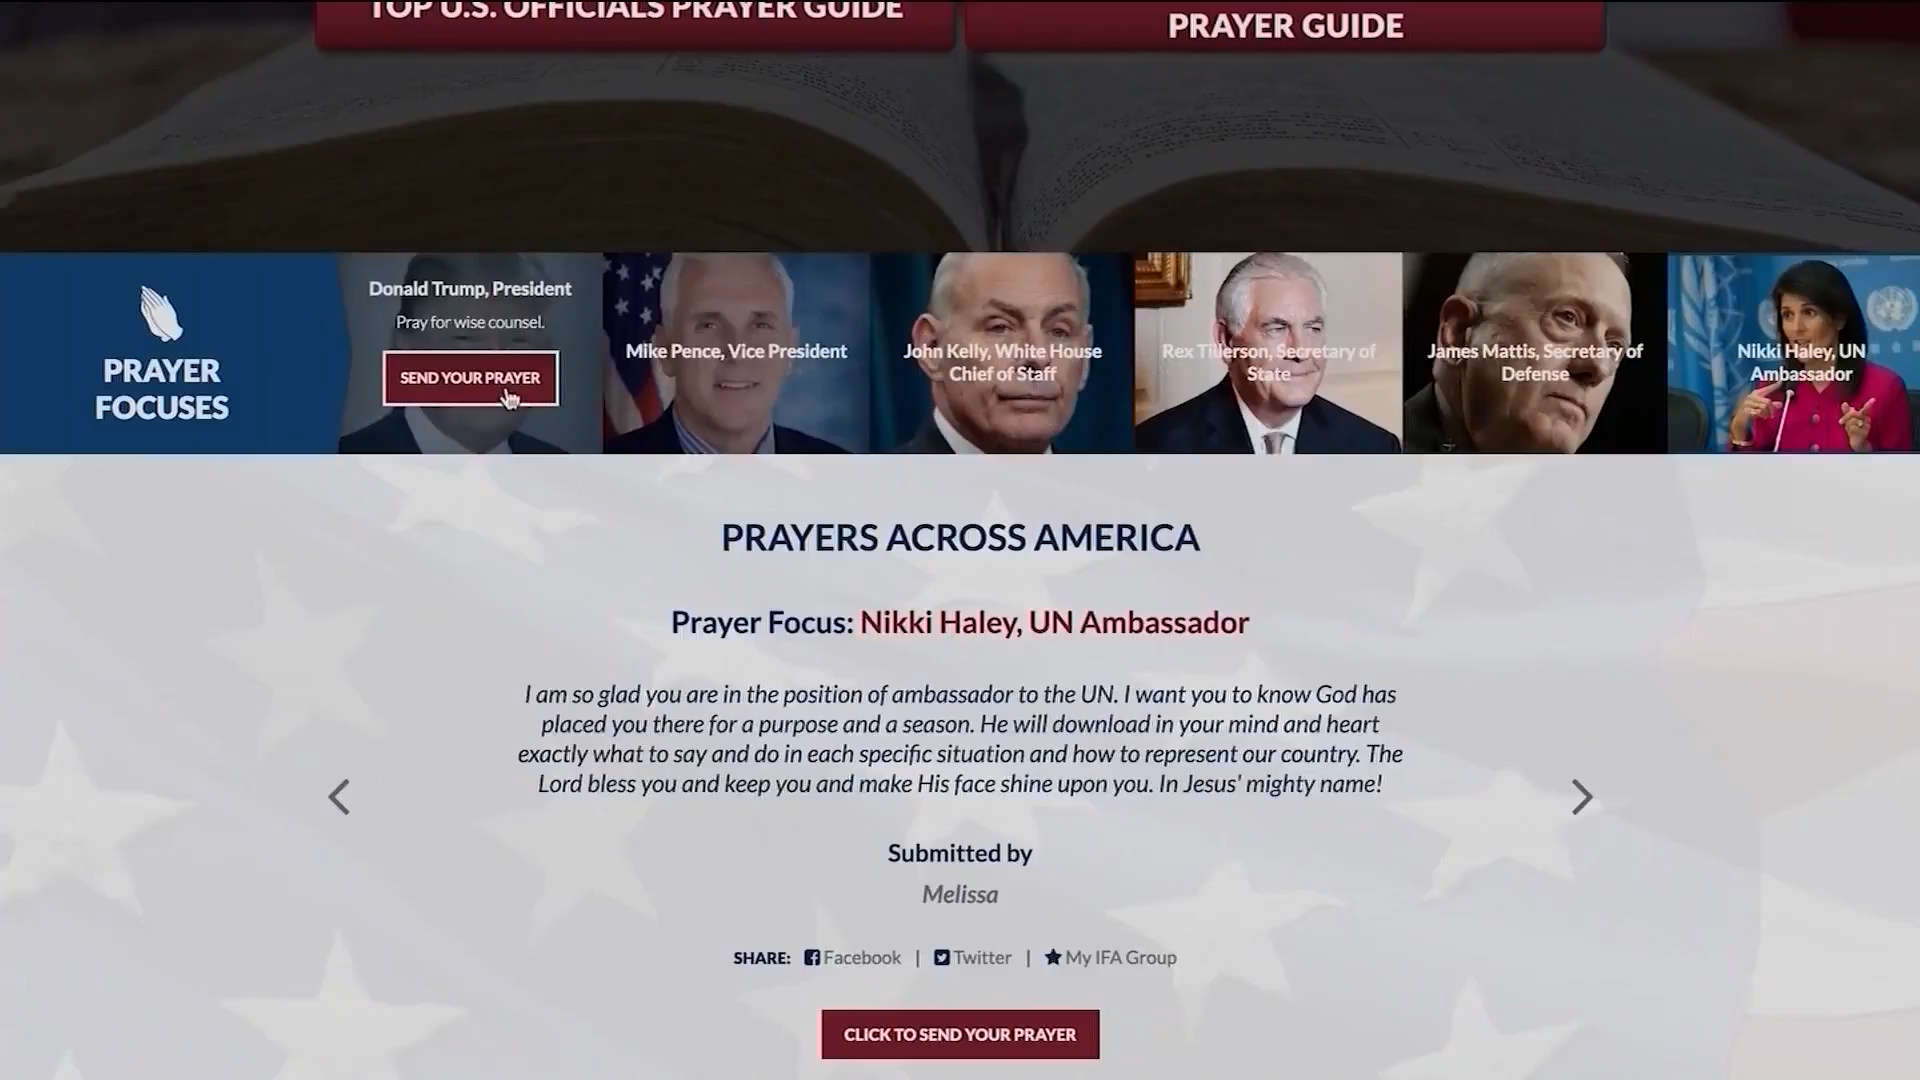 TOP U.S. OFFICIALS PRAYER GUIDE
PRAYER GUIDE
PRAYER
FOCUSES
Donald Trump, President
Pray for wise counsel.
SEND YOUR PRAYER
Mike Pence, Vice President
John Kelly, White House
Chief of Staff
Rex Tillerson, Secretary of
State
James Mattis, Secretary of
Defense
Nikki Haley, UN
Ambassador
PRAYERS ACROSS AMERICA
Prayer Focus: Nikki Haley, UN Ambassador
I am so glad you are in the position of ambassador to the UN. I want you to know God has
placed you there for a purpose and a season. He will download in your mind and heart
exactly what to say and do in each specific situation and how to represent our country. The
Lord bless you and keep you and make His face shine upon you. In Jesus' mighty name!
Submitted by
Melissa
SHARE: Facebook | Twitter | My IFA Group
CLICK TO SEND YOUR PRAYER